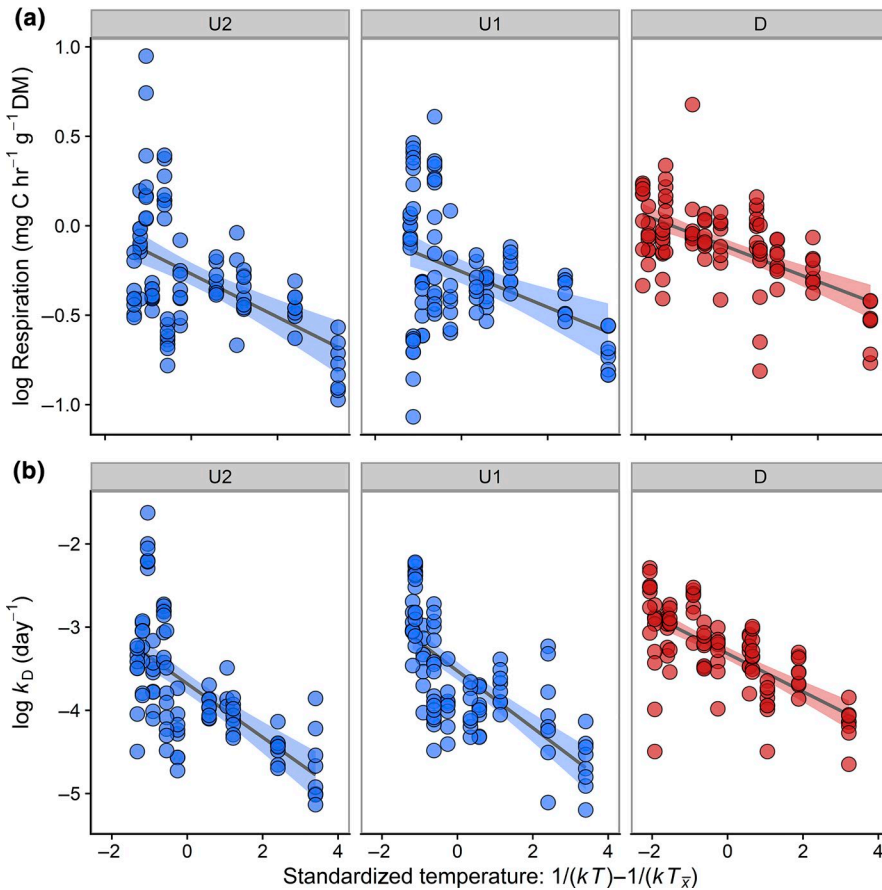 (a)
U2 U1 D
log Respiration (mg C hr⁻¹ g⁻¹ DM)
1.0
0.5
0.0
−0.5
−1.0
(b)
U2 U1 D
log k_D (day⁻¹)
−2
−3
−4
−5
−2 0 2 4 −2 0 2 4 −2 0 2 4
Standardized temperature: 1/(kT)−1/(kT_x̅)